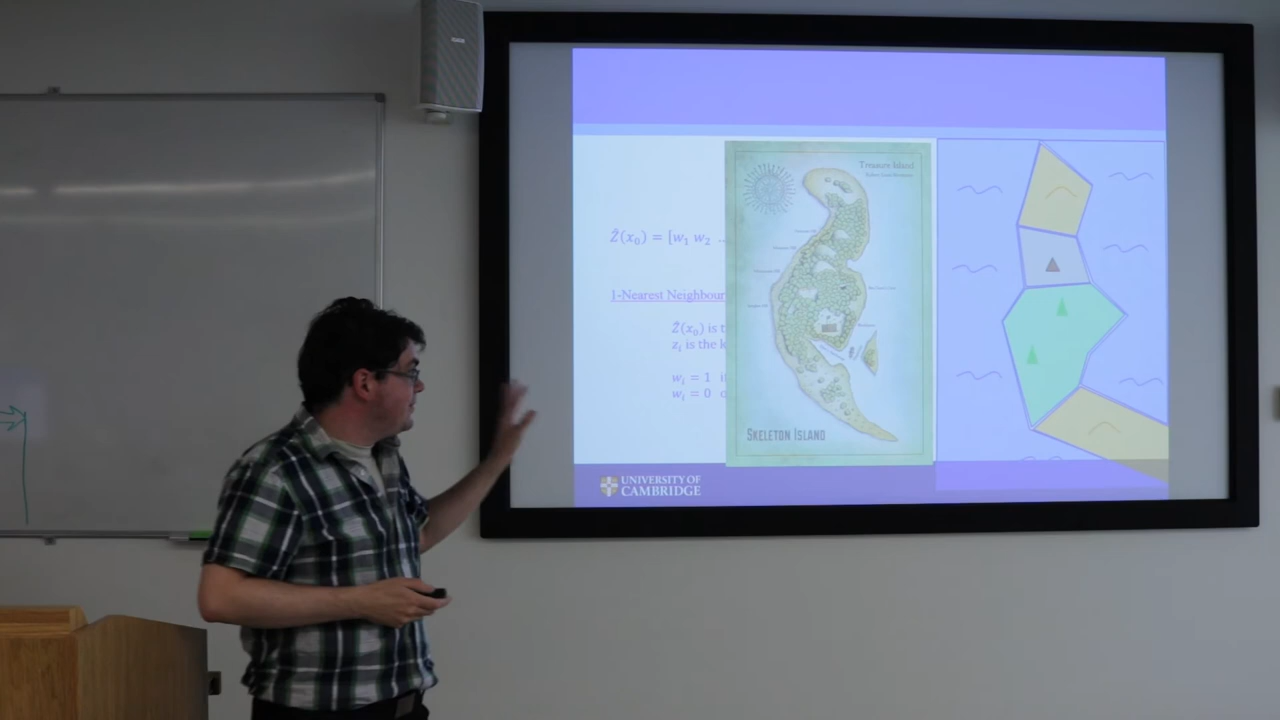 Ẑ(x₀) = [w₁ w₂ ..
1-Nearest Neighbour
Ẑ(x₀) is t
zᵢ is the k
wᵢ = 1 i
wᵢ = 0 o
Treasure Island
SKELETON ISLAND
UNIVERSITY OF
CAMBRIDGE